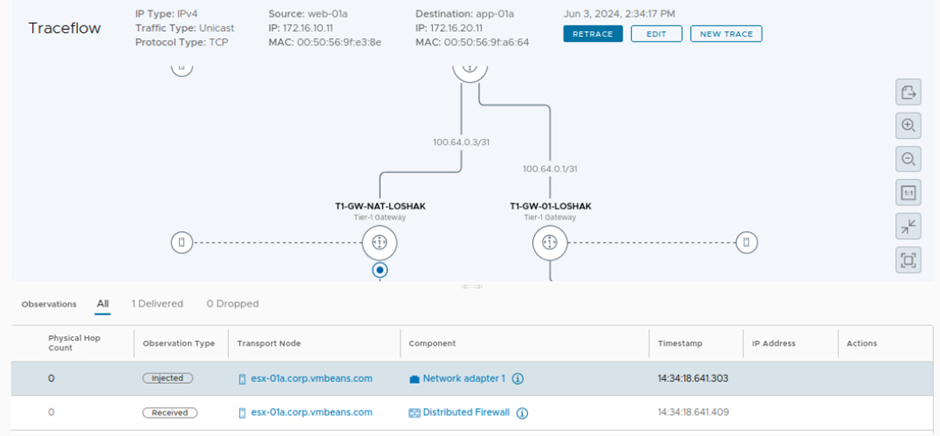 Traceflow
IP Type: IPv4
Traffic Type: Unicast
Protocol Type: TCP
Source: web-01a
IP: 172.16.10.11
MAC: 00:50:56:9f:e3:8e
Destination: app-01a
IP: 172.16.20.11
MAC: 00:50:56:9f:a6:64
Jun 3, 2024, 2:34:17 PM
RETRACE EDIT NEW TRACE
100.64.0.3/31
100.64.0.1/31
T1-GW-NAT-LOSHAK
Tier-1 Gateway
T1-GW-01-LOSHAK
Tier-1 Gateway
1:1
Observations All 1 Delivered 0 Dropped
Physical Hop
Count
Observation Type
Transport Node
Component
Timestamp
IP Address
Actions
0 Injected esx-01a.corp.vmbeans.com Network adapter 1 14:34:18.641.303
0 Received esx-01a.corp.vmbeans.com Distributed Firewall 14:34:18.641.409